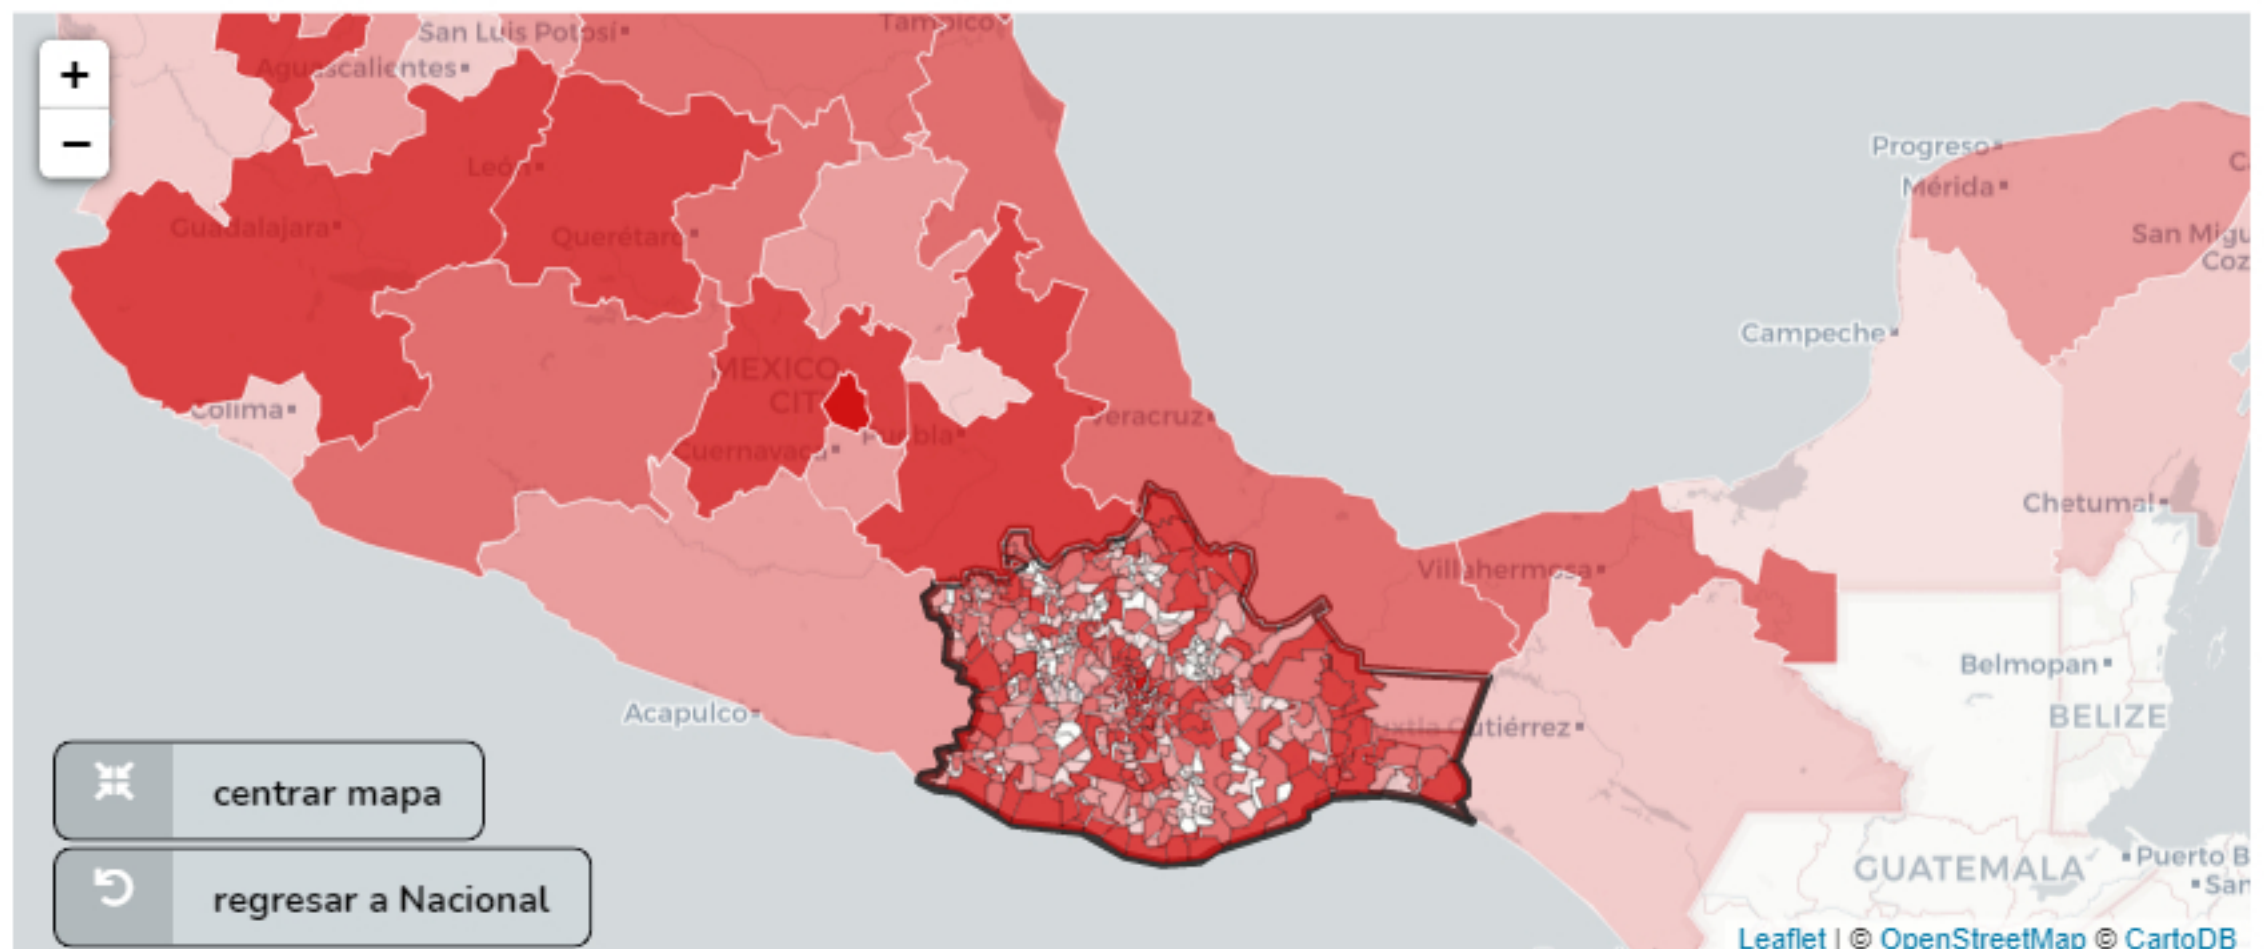 +
−
San Luis Potosí
Tampico
Aguascalientes
León
Guadalajara
Querétaro
MEXICO
CITY
Colima
Cuernavaca
Puebla
Veracruz
Progreso
Mérida
San Migu
Coz
Campeche
Chetumal
Villahermosa
Belmopan
BELIZE
Acapulco
Tuxtla Gutiérrez
GUATEMALA
Puerto B
San
centrar mapa
regresar a Nacional
Leaflet | © OpenStreetMap © CartoDB